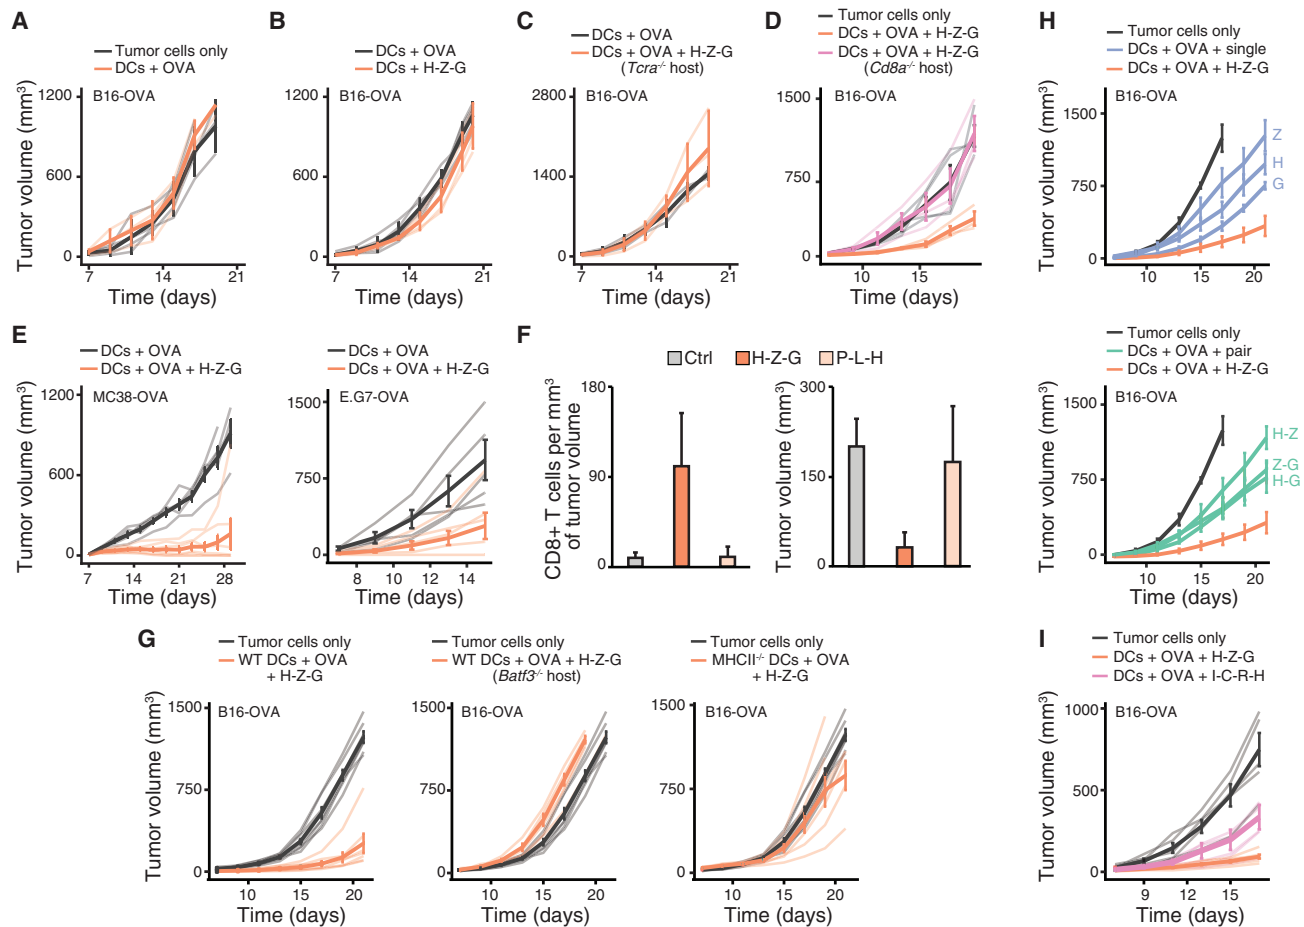 A
Tumor cells only
DCs + OVA
B16-OVA
Tumor volume (mm³)
1200
600
0
7
14
21
Time (days)
B
DCs + OVA
DCs + H-Z-G
B16-OVA
1200
600
0
7
14
21
Time (days)
C
DCs + OVA
DCs + OVA + H-Z-G
(Tcra-/- host)
B16-OVA
2800
1400
0
7
14
21
Time (days)
D
Tumor cells only
DCs + OVA + H-Z-G
DCs + OVA + H-Z-G
(Cd8a-/- host)
B16-OVA
1500
750
0
10
15
Time (days)
H
Tumor cells only
DCs + OVA + single
DCs + OVA + H-Z-G
B16-OVA
Tumor volume (mm³)
1500
750
0
Z
H
G
10
15
20
Time (days)
Tumor cells only
DCs + OVA + pair
DCs + OVA + H-Z-G
B16-OVA
Tumor volume (mm³)
1500
750
0
H-Z
Z-G
H-G
10
15
20
Time (days)
E
DCs + OVA
DCs + OVA + H-Z-G
MC38-OVA
Tumor volume (mm³)
1200
600
0
7
14
21
28
Time (days)
DCs + OVA
DCs + OVA + H-Z-G
E.G7-OVA
1500
750
0
8
10
12
14
Time (days)
F
Ctrl
H-Z-G
P-L-H
CD8+ T cells per mm³
of tumor volume
180
90
0
Tumor volume (mm³)
300
150
0
G
Tumor cells only
WT DCs + OVA
+ H-Z-G
B16-OVA
Tumor volume (mm³)
1500
750
0
10
15
20
Time (days)
Tumor cells only
WT DCs + OVA + H-Z-G
(Batf3-/- host)
B16-OVA
1500
750
0
10
15
20
Time (days)
Tumor cells only
MHCII-/- DCs + OVA
+ H-Z-G
B16-OVA
1500
750
0
10
15
20
Time (days)
I
Tumor cells only
DCs + OVA + H-Z-G
DCs + OVA + I-C-R-H
B16-OVA
Tumor volume (mm³)
1000
500
0
9
12
15
Time (days)